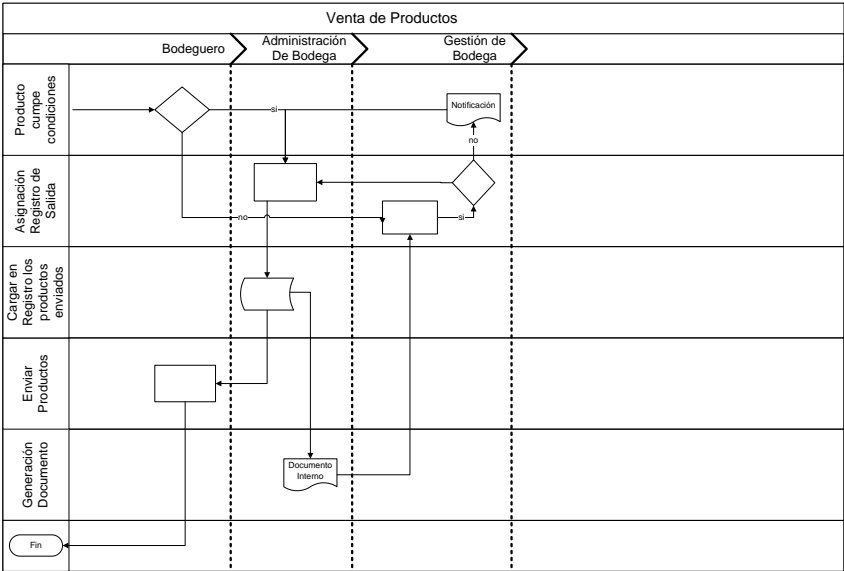 Venta de Productos
Bodeguero
Administración
De Bodega
Gestión de
Bodega
Producto
cumpe
condiciones
si
Notificación
no
Asignación
Registro de
Salida
no
si
Cargar en
Registro los
productos
enviados
Enviar
Productos
Generación
Documento
Documento
Interno
Fin